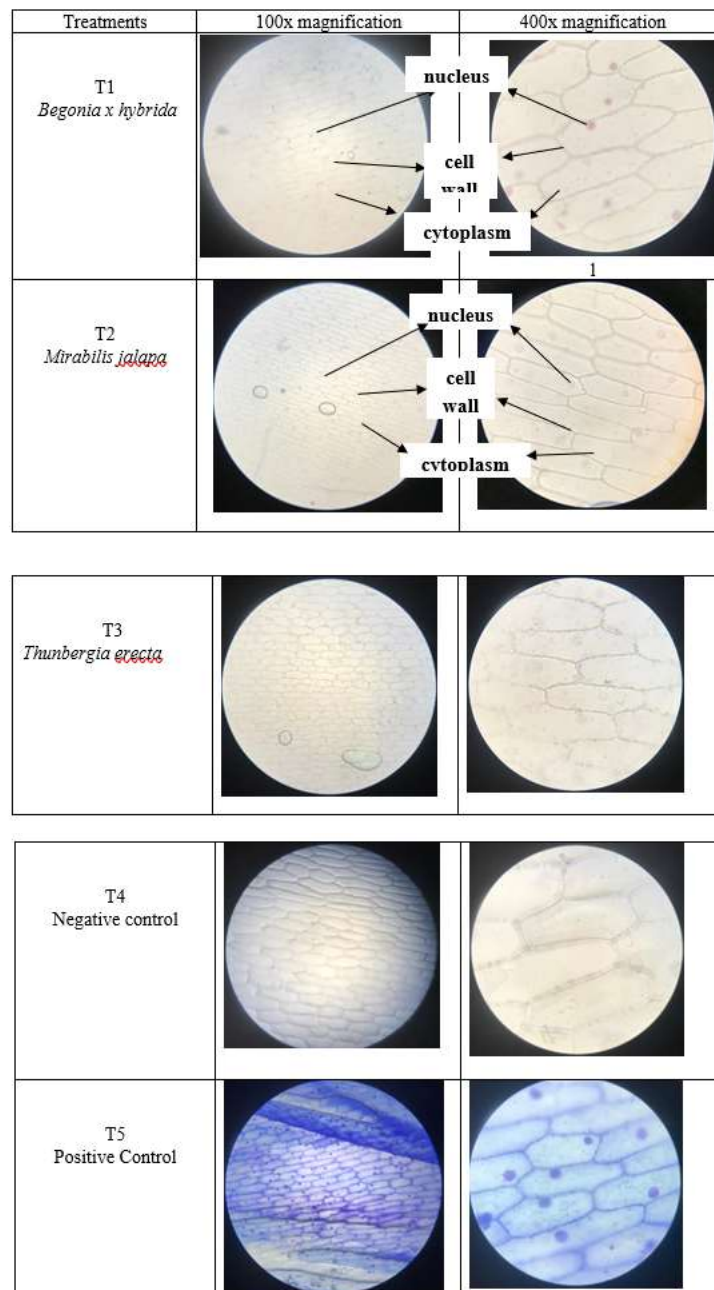 Treatments 100x magnification 400x magnification
T1
Begonia x hybrida
nucleus
cell
wall
cytoplasm
1
T2
Mirabilis jalapa
nucleus
cell
wall
cytoplasm
T3
Thunbergia erecta
T4
Negative control
T5
Positive Control